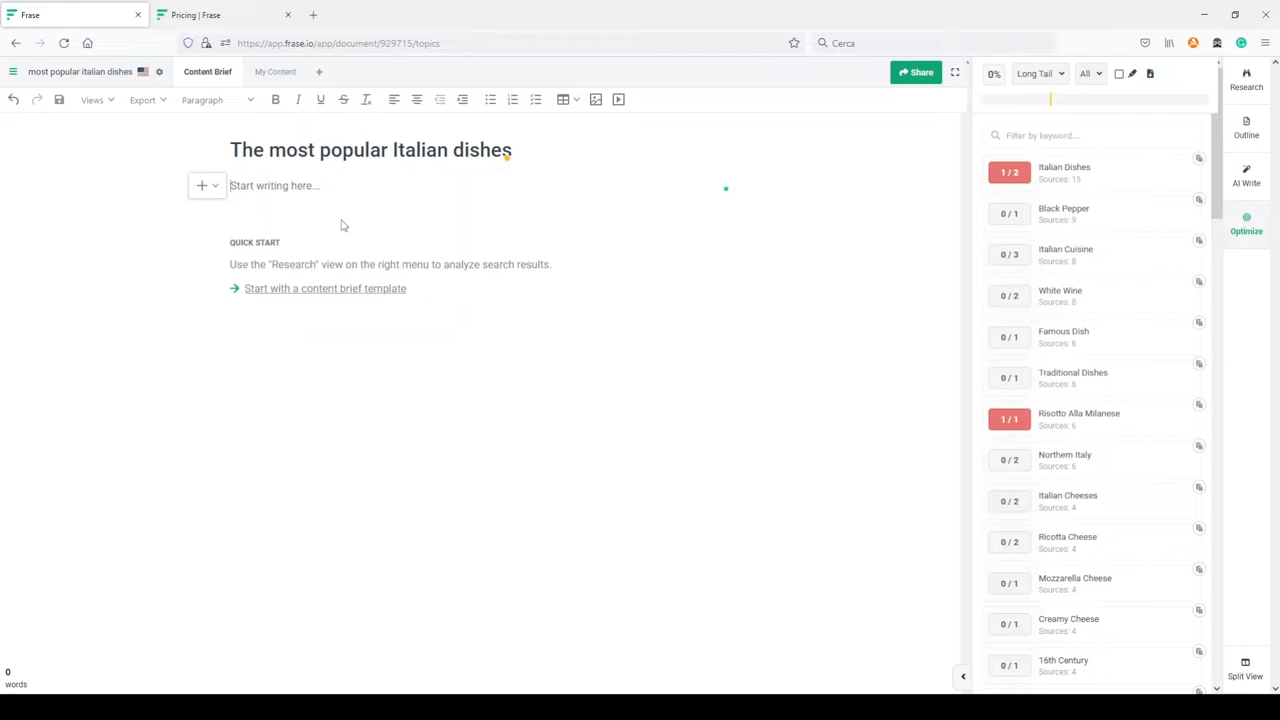 Frase
Pricing | Frase
https://app.frase.io/app/document/929715/topics
Cerca
most popular italian dishes
Content Brief
My Content
Share
Views
Export
Paragraph
The most popular Italian dishes
Start writing here...
QUICK START
Use the "Research" view on the right menu to analyze search results.
Start with a content brief template
0
words
0%
Long Tail
All
Filter by keyword...
1 / 2
Italian Dishes
Sources: 15
0 / 1
Black Pepper
Sources: 9
0 / 3
Italian Cuisine
Sources: 8
0 / 2
White Wine
Sources: 8
0 / 1
Famous Dish
Sources: 6
0 / 1
Traditional Dishes
Sources: 6
1 / 1
Risotto Alla Milanese
Sources: 6
0 / 2
Northern Italy
Sources: 6
0 / 2
Italian Cheeses
Sources: 4
0 / 2
Ricotta Cheese
Sources: 4
0 / 1
Mozzarella Cheese
Sources: 4
0 / 1
Creamy Cheese
Sources: 4
0 / 1
16th Century
Sources: 4
Research
Outline
AI Write
Optimize
Split View